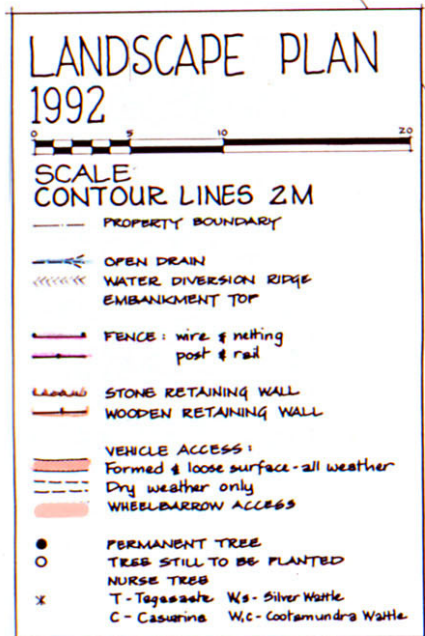 LANDSCAPE PLAN
1992
0 5 10 20
SCALE
CONTOUR LINES 2M
PROPERTY BOUNDARY
OPEN DRAIN
WATER DIVERSION RIDGE
EMBANKMENT TOP
FENCE: wire & netting
post & rail
STONE RETAINING WALL
WOODEN RETAINING WALL
VEHICLE ACCESS:
Formed & loose surface - all weather
Dry weather only
WHEELBARROW ACCESS
PERMANENT TREE
TREE STILL TO BE PLANTED
NURSE TREE
T - Tagasaste W,s - Silver Wattle
C - Casuarina W,c - Cootamundra Wattle